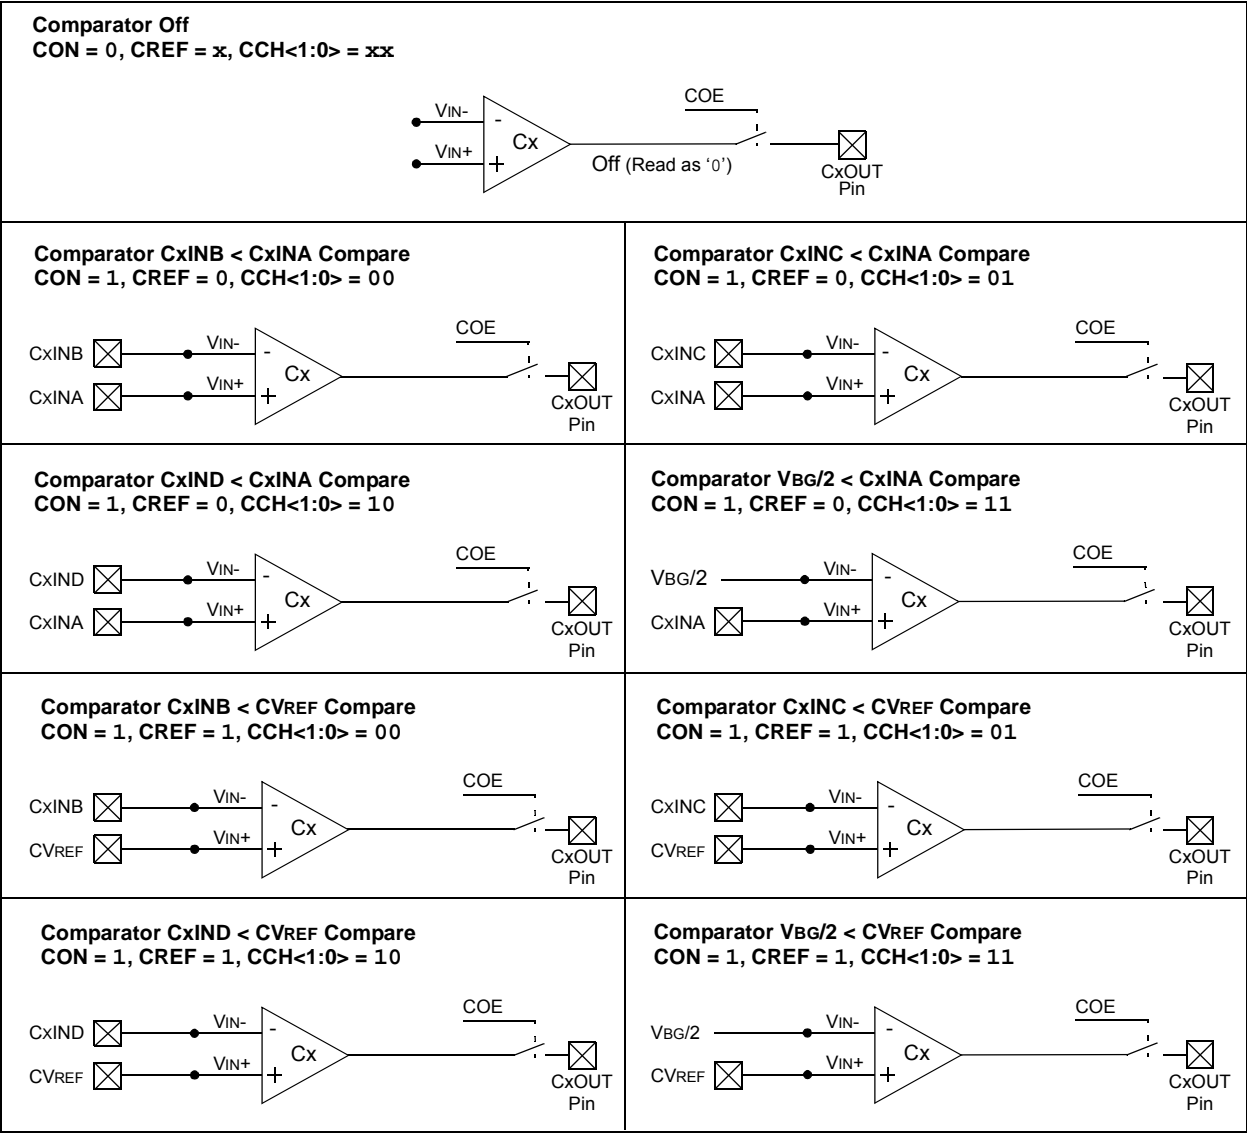 Comparator Off
CON = 0, CREF = x, CCH<1:0> = xx
COE
VIN-
-
Cx
VIN+
+
Off (Read as ‘0’)
CxOUT
Pin
Comparator CxINB < CxINA Compare
CON = 1, CREF = 0, CCH<1:0> = 00
COE
CxINB
VIN-
-
Cx
CxINA
VIN+
+
CxOUT
Pin
Comparator CxINC < CxINA Compare
CON = 1, CREF = 0, CCH<1:0> = 01
COE
CxINC
VIN-
-
Cx
CxINA
VIN+
+
CxOUT
Pin
Comparator CxIND < CxINA Compare
CON = 1, CREF = 0, CCH<1:0> = 10
COE
CxIND
VIN-
-
Cx
CxINA
VIN+
+
CxOUT
Pin
Comparator VBG/2 < CxINA Compare
CON = 1, CREF = 0, CCH<1:0> = 11
COE
VBG/2
VIN-
-
Cx
CxINA
VIN+
+
CxOUT
Pin
Comparator CxINB < CVREF Compare
CON = 1, CREF = 1, CCH<1:0> = 00
COE
CxINB
VIN-
-
Cx
CVREF
VIN+
+
CxOUT
Pin
Comparator CxINC < CVREF Compare
CON = 1, CREF = 1, CCH<1:0> = 01
COE
CxINC
VIN-
-
Cx
CVREF
VIN+
+
CxOUT
Pin
Comparator CxIND < CVREF Compare
CON = 1, CREF = 1, CCH<1:0> = 10
COE
CxIND
VIN-
-
Cx
CVREF
VIN+
+
CxOUT
Pin
Comparator VBG/2 < CVREF Compare
CON = 1, CREF = 1, CCH<1:0> = 11
COE
VBG/2
VIN-
-
Cx
CVREF
VIN+
+
CxOUT
Pin